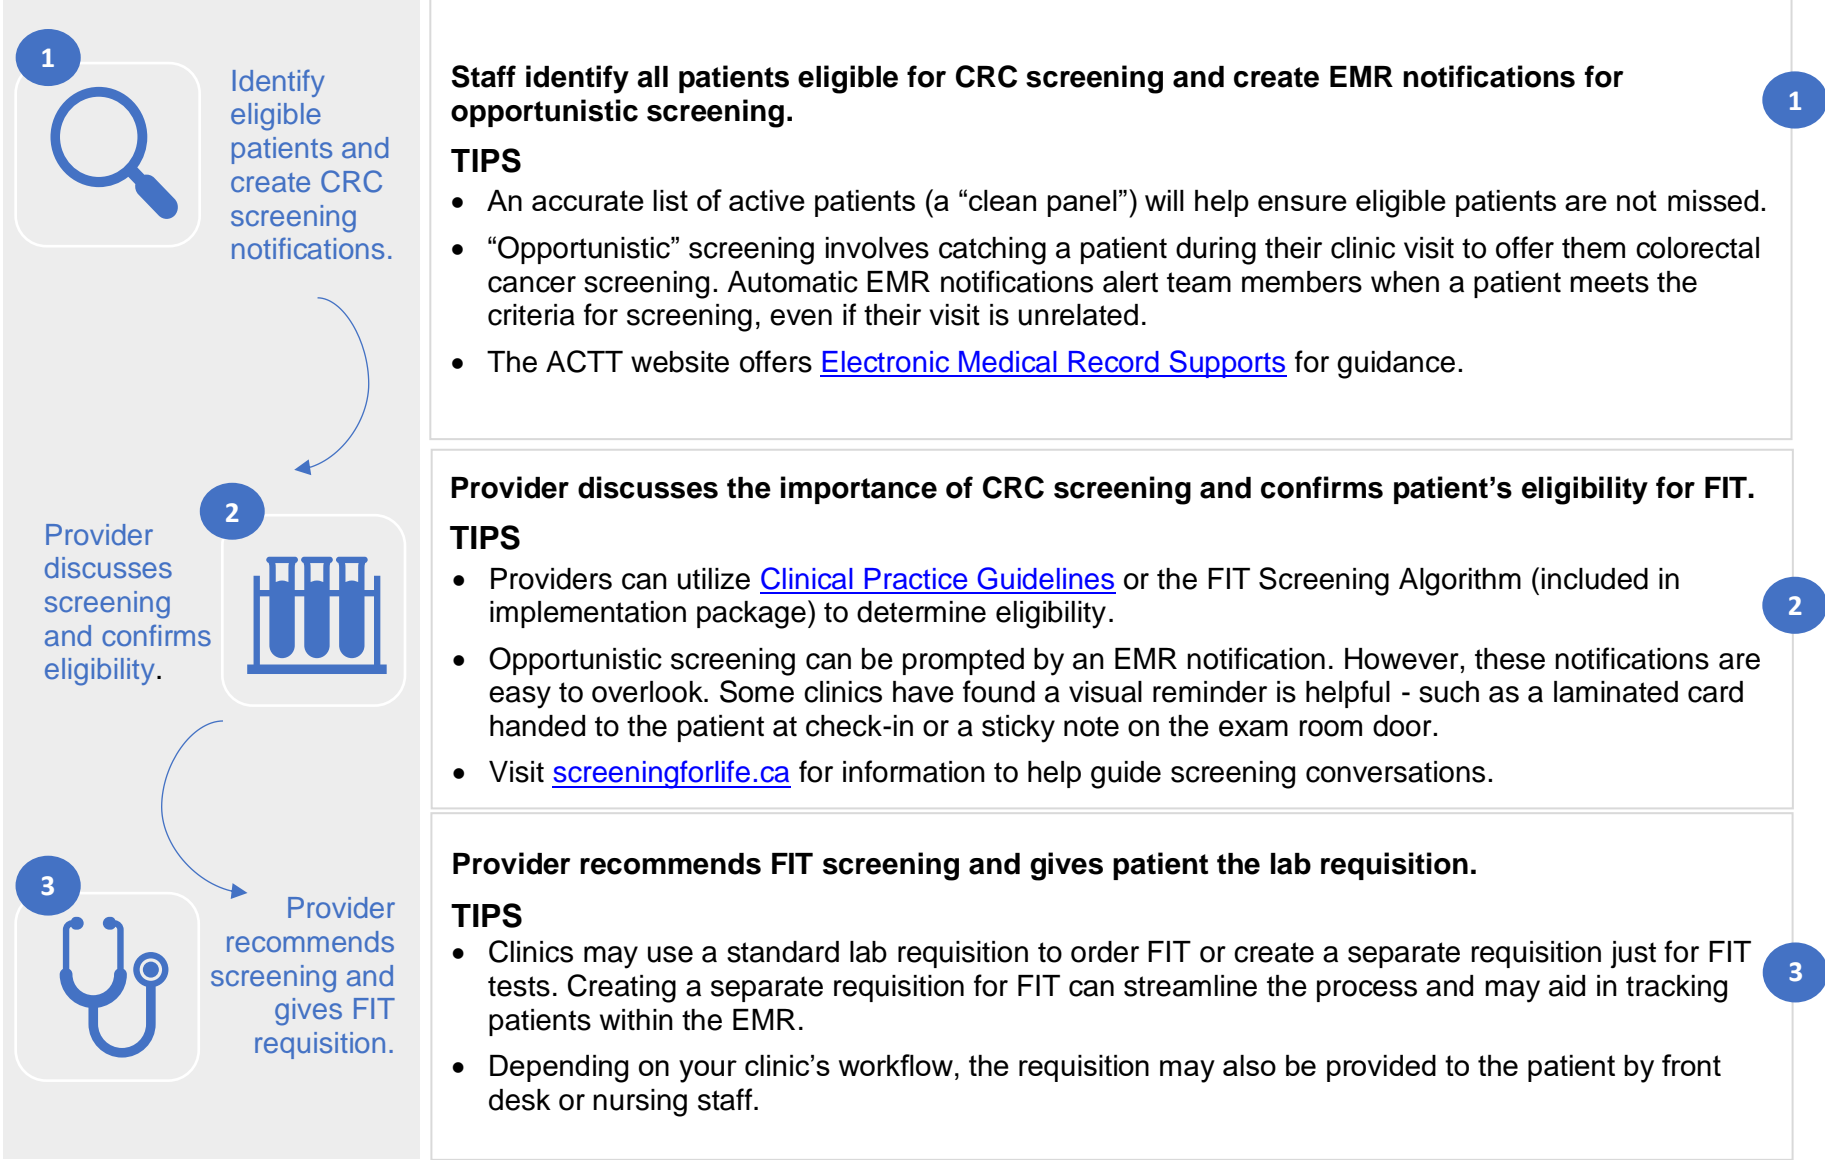 1
Identify
eligible
patients and
create CRC
screening
notifications.
2
Provider
discusses
screening
and confirms
eligibility.
3
Provider
recommends
screening and
gives FIT
requisition.
Staff identify all patients eligible for CRC screening and create EMR notifications for
opportunistic screening.
1
TIPS
• An accurate list of active patients (a “clean panel”) will help ensure eligible patients are not missed.
• “Opportunistic” screening involves catching a patient during their clinic visit to offer them colorectal
cancer screening. Automatic EMR notifications alert team members when a patient meets the
criteria for screening, even if their visit is unrelated.
• The ACTT website offers Electronic Medical Record Supports for guidance.
Provider discusses the importance of CRC screening and confirms patient’s eligibility for FIT.
TIPS
• Providers can utilize Clinical Practice Guidelines or the FIT Screening Algorithm (included in
implementation package) to determine eligibility.
2
• Opportunistic screening can be prompted by an EMR notification. However, these notifications are
easy to overlook. Some clinics have found a visual reminder is helpful - such as a laminated card
handed to the patient at check-in or a sticky note on the exam room door.
• Visit screeningforlife.ca for information to help guide screening conversations.
Provider recommends FIT screening and gives patient the lab requisition.
TIPS
• Clinics may use a standard lab requisition to order FIT or create a separate requisition just for FIT
tests. Creating a separate requisition for FIT can streamline the process and may aid in tracking
patients within the EMR.
3
• Depending on your clinic’s workflow, the requisition may also be provided to the patient by front
desk or nursing staff.